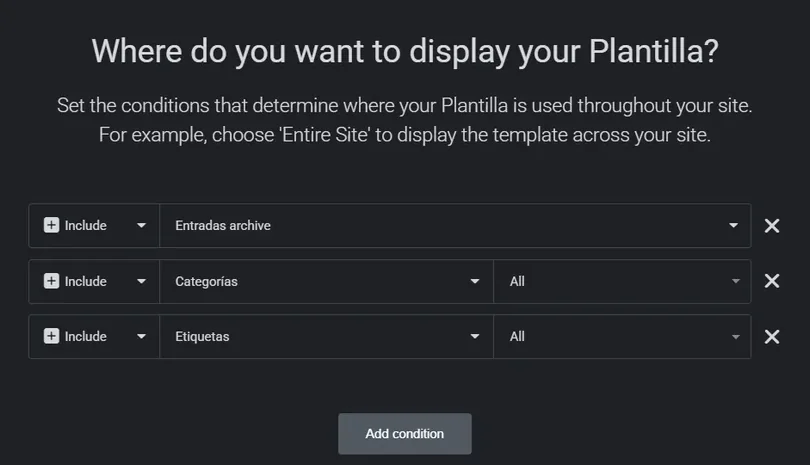 Where do you want to display your Plantilla?
Set the conditions that determine where your Plantilla is used throughout your site.
For example, choose 'Entire Site' to display the template across your site.
Include Entradas archive
Include Categorías All
Include Etiquetas All
Add condition